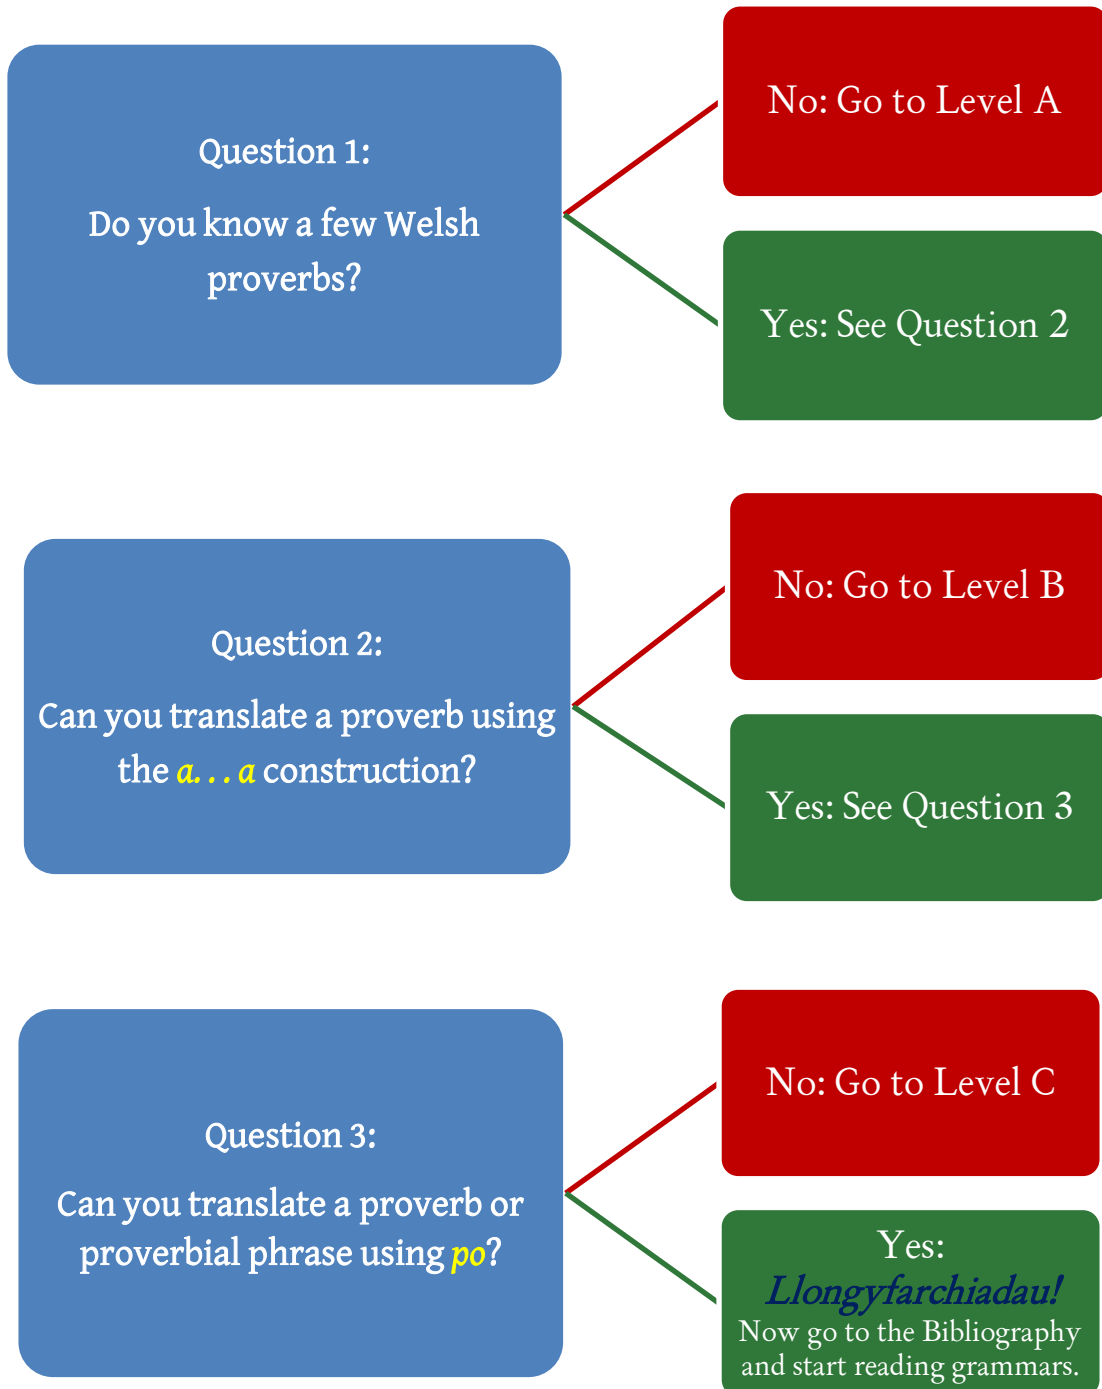 Question 1:
Do you know a few Welsh
proverbs?
No: Go to Level A
Yes: See Question 2
Question 2:
Can you translate a proverb using
the a. . . a construction?
No: Go to Level B
Yes: See Question 3
Question 3:
Can you translate a proverb or
proverbial phrase using po?
No: Go to Level C
Yes:
Llongyfarchiadau!
Now go to the Bibliography
and start reading grammars.